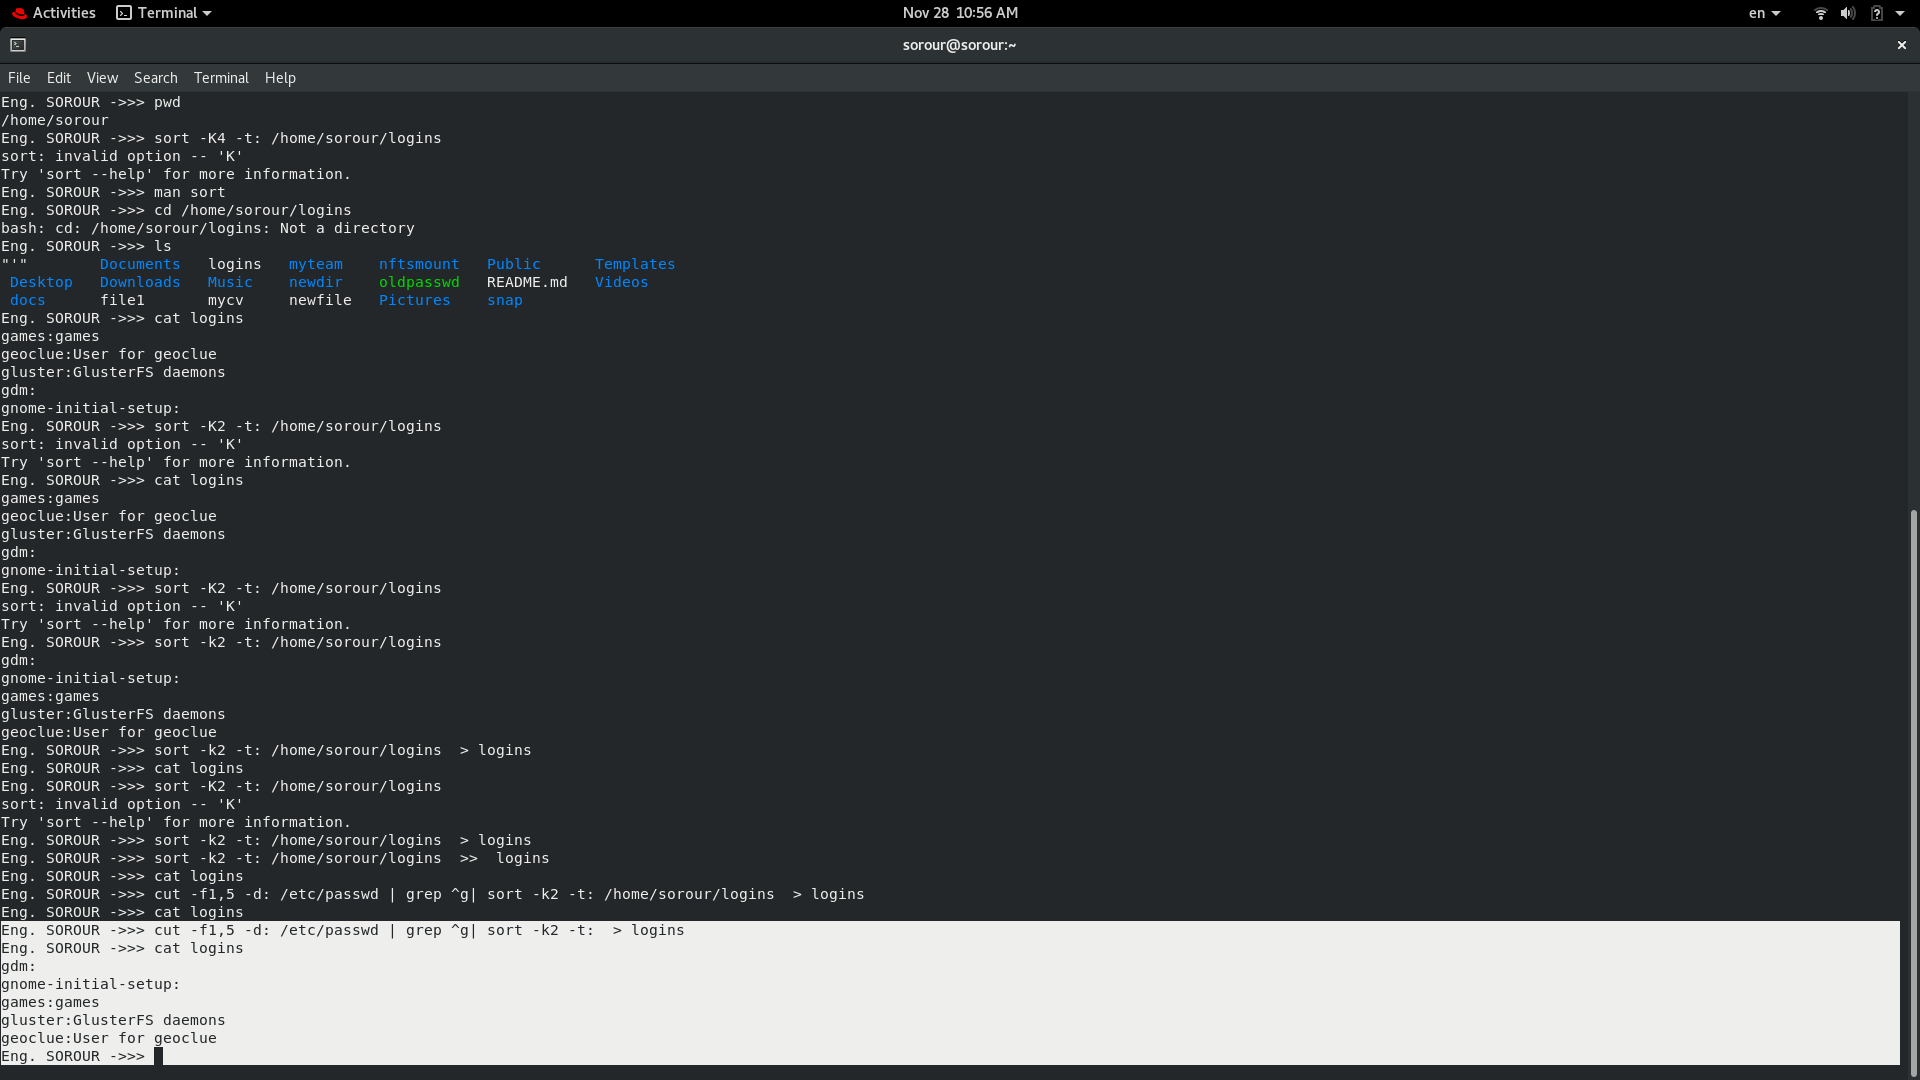 Activities Terminal Nov 28 10:56 AM en
sorour@sorour:~
File Edit View Search Terminal Help
Eng. SOROUR ->>> pwd
/home/sorour
Eng. SOROUR ->>> sort -K4 -t: /home/sorour/logins
sort: invalid option -- 'K'
Try 'sort --help' for more information.
Eng. SOROUR ->>> man sort
Eng. SOROUR ->>> cd /home/sorour/logins
bash: cd: /home/sorour/logins: Not a directory
Eng. SOROUR ->>> ls
"'"        Documents   logins   myteam    nftsmount   Public      Templates
 Desktop   Downloads   Music    newdir    oldpasswd   README.md   Videos
 docs      file1       mycv     newfile   Pictures    snap
Eng. SOROUR ->>> cat logins
games:games
geoclue:User for geoclue
gluster:GlusterFS daemons
gdm:
gnome-initial-setup:
Eng. SOROUR ->>> sort -K2 -t: /home/sorour/logins
sort: invalid option -- 'K'
Try 'sort --help' for more information.
Eng. SOROUR ->>> cat logins
games:games
geoclue:User for geoclue
gluster:GlusterFS daemons
gdm:
gnome-initial-setup:
Eng. SOROUR ->>> sort -K2 -t: /home/sorour/logins
sort: invalid option -- 'K'
Try 'sort --help' for more information.
Eng. SOROUR ->>> sort -k2 -t: /home/sorour/logins
gdm:
gnome-initial-setup:
games:games
gluster:GlusterFS daemons
geoclue:User for geoclue
Eng. SOROUR ->>> sort -k2 -t: /home/sorour/logins  > logins
Eng. SOROUR ->>> cat logins
Eng. SOROUR ->>> sort -K2 -t: /home/sorour/logins
sort: invalid option -- 'K'
Try 'sort --help' for more information.
Eng. SOROUR ->>> sort -k2 -t: /home/sorour/logins  > logins
Eng. SOROUR ->>> sort -k2 -t: /home/sorour/logins  >>  logins
Eng. SOROUR ->>> cat logins
Eng. SOROUR ->>> cut -f1,5 -d: /etc/passwd | grep ^g| sort -k2 -t: /home/sorour/logins  > logins
Eng. SOROUR ->>> cat logins
Eng. SOROUR ->>> cut -f1,5 -d: /etc/passwd | grep ^g| sort -k2 -t:  > logins
Eng. SOROUR ->>> cat logins
gdm:
gnome-initial-setup:
games:games
gluster:GlusterFS daemons
geoclue:User for geoclue
Eng. SOROUR ->>>